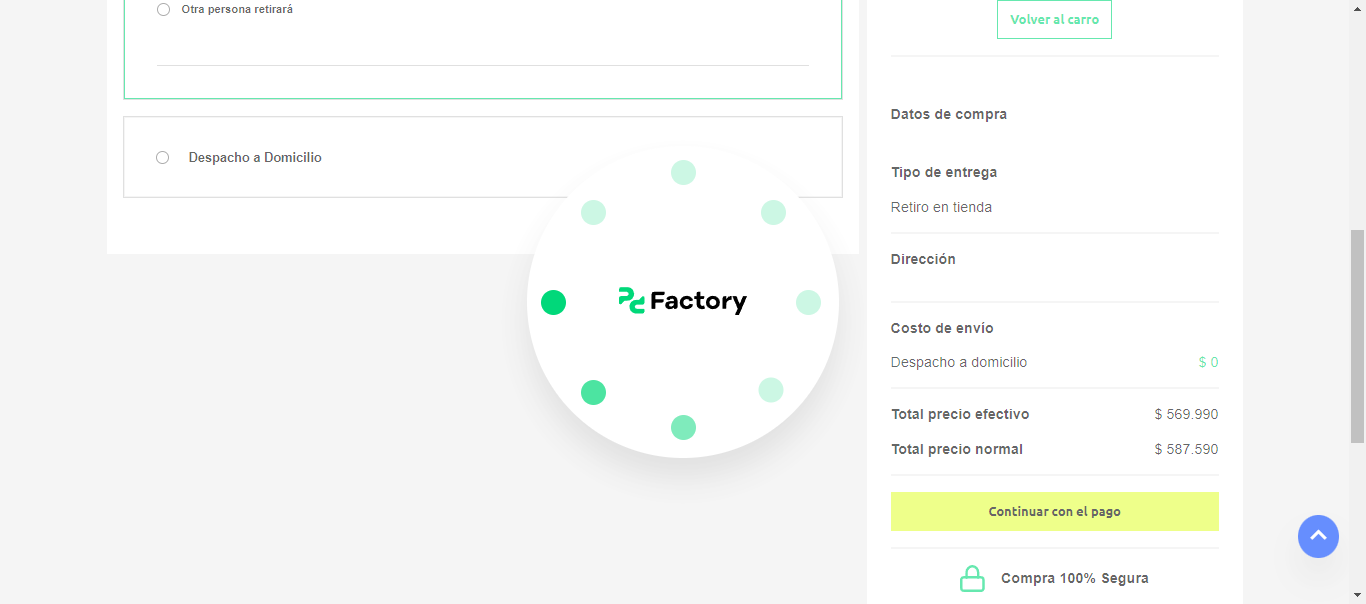 Otra persona retirará
Despacho a Domicilio
Factory
Volver al carro
Datos de compra
Tipo de entrega
Retiro en tienda
Dirección
Costo de envío
Despacho a domicilio $ 0
Total precio efectivo $ 569.990
Total precio normal $ 587.590
Continuar con el pago
Compra 100% Segura